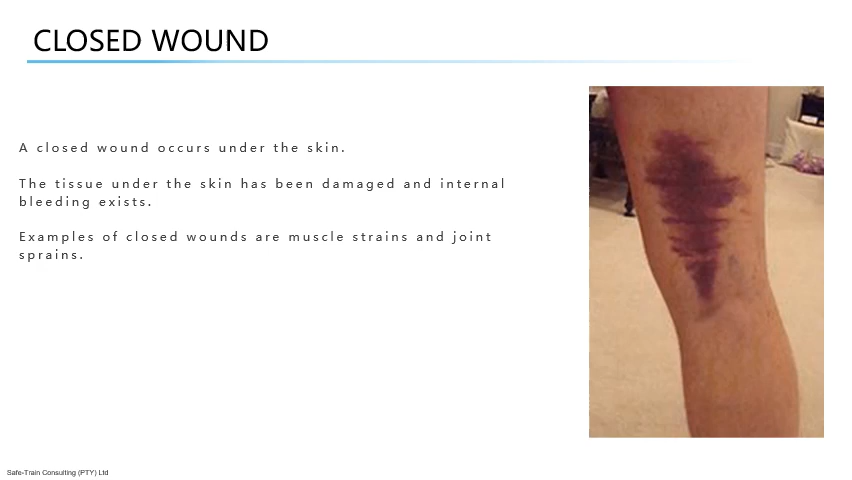 CLOSED WOUND
A closed wound occurs under the skin.
The tissue under the skin has been damaged and internal
bleeding exists.
Examples of closed wounds are muscle strains and joint
sprains.
Safe-Train Consulting (PTY) Ltd